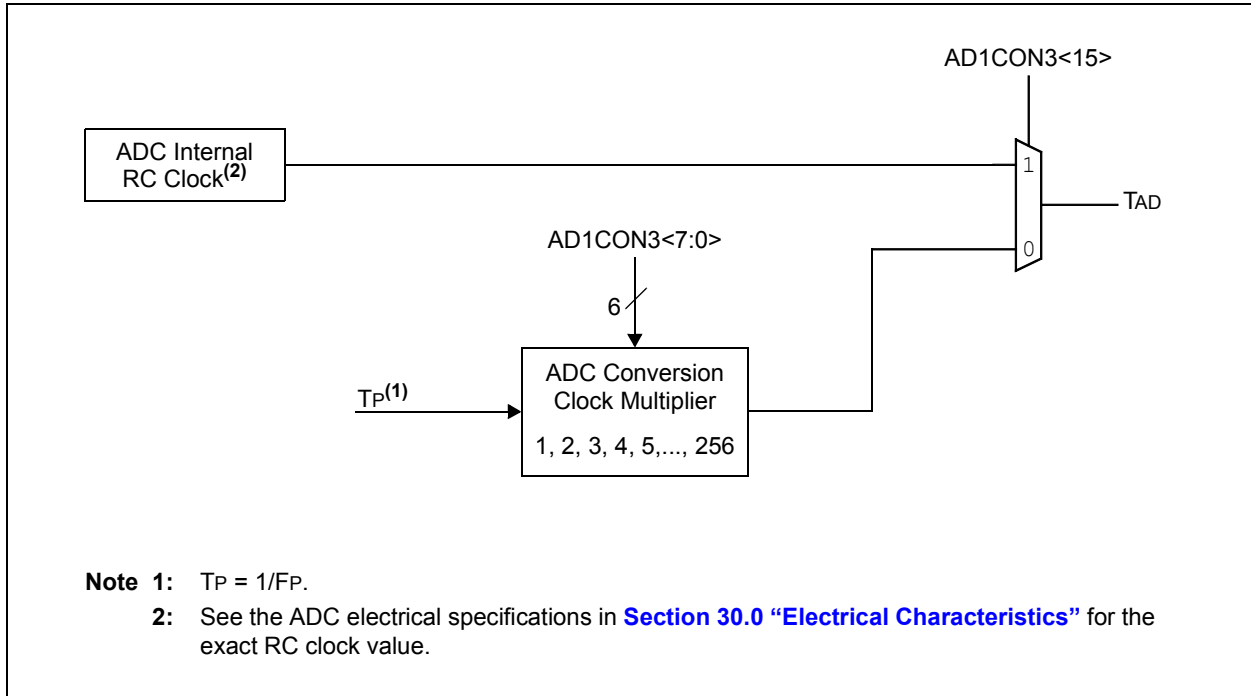 AD1CON3<15>
ADC Internal
RC Clock(2)
1
TAD
AD1CON3<7:0>
0
6
ADC Conversion
Clock Multiplier
TP(1)
1, 2, 3, 4, 5,..., 256
Note 1: TP = 1/FP.
2: See the ADC electrical specifications in Section 30.0 “Electrical Characteristics” for the
exact RC clock value.